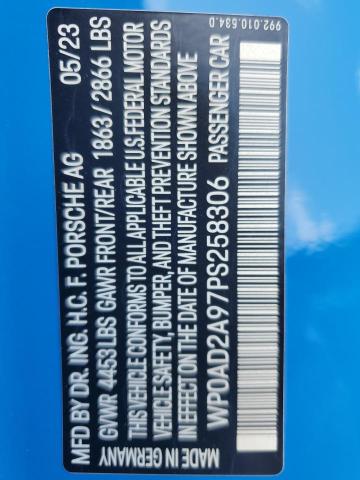 MFD BY DR. ING. H.C. F. PORSCHE AG 05/23
GVWR 4453 LBS GAWR FRONT/REAR 1863 / 2866 LBS
THIS VEHICLE CONFORMS TO ALL APPLICABLE U.S.FEDERAL MOTOR
VEHICLE SAFETY, BUMPER, AND THEFT PREVENTION STANDARDS
IN EFFECT ON THE DATE OF MANUFACTURE SHOWN ABOVE
MADE IN GERMANY
WP0AD2A97PS258306 PASSENGER CAR
992.010.534.0